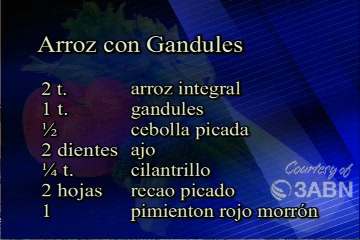 Arroz con Gandules
2 t. arroz integral
1 t. gandules
½ cebolla picada
2 dientes ajo
¼ t. cilantrillo
2 hojas recao picado
1 pimienton rojo morrón
Courtesy of
3ABN